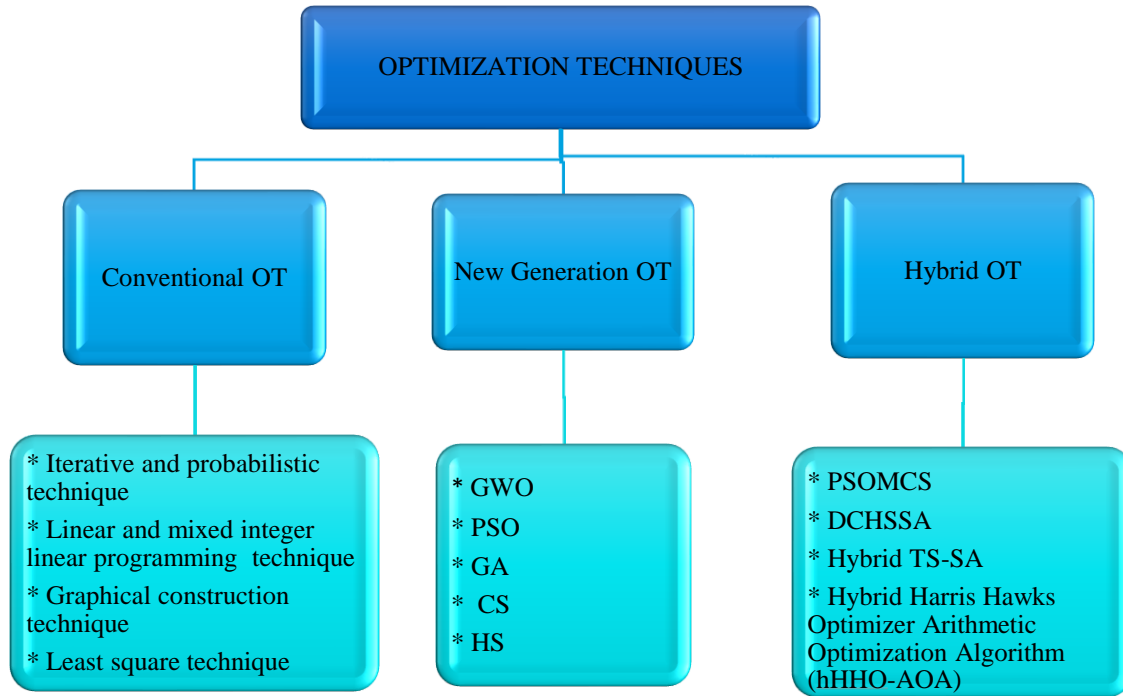 OPTIMIZATION TECHNIQUES
Conventional OT
New Generation OT
Hybrid OT
* Iterative and probabilistic
technique
* Linear and mixed integer
linear programming technique
* Graphical construction
technique
* Least square technique
* GWO
* PSO
* GA
* CS
* HS
* PSOMCS
* DCHSSA
* Hybrid TS-SA
* Hybrid Harris Hawks
Optimizer Arithmetic
Optimization Algorithm
(hHHO-AOA)